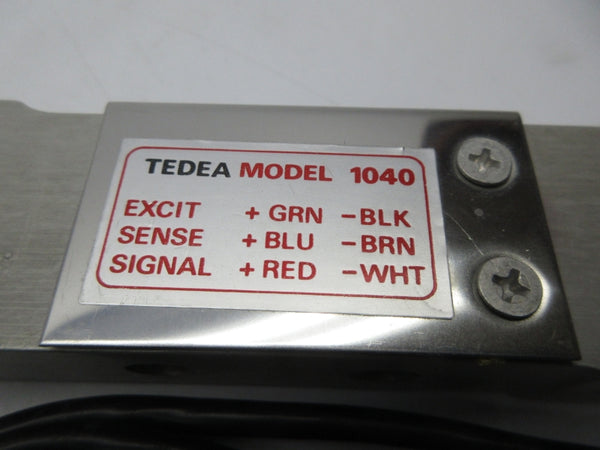 TEDEA MODEL 1040
EXCIT + GRN -BLK
SENSE + BLU -BRN
SIGNAL + RED -WHT